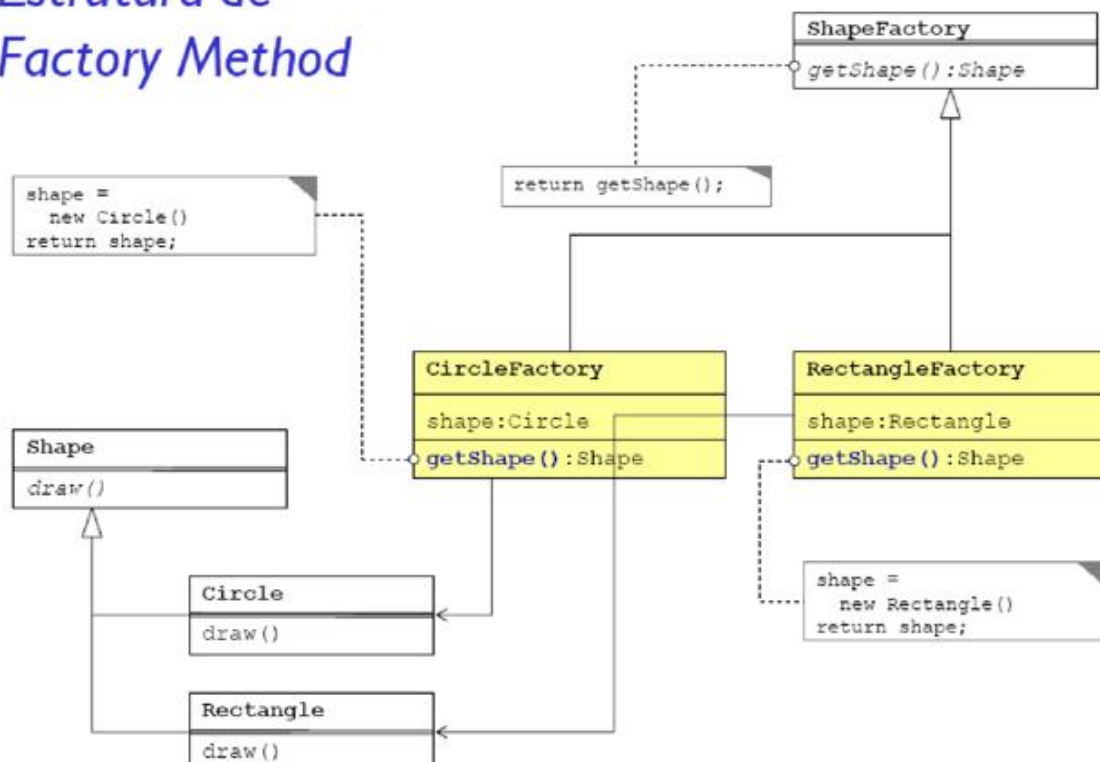 Estrutura de
Factory Method
ShapeFactory
getShape():Shape
return getShape();
shape =
new Circle()
return shape;
CircleFactory
shape:Circle
getShape():Shape
RectangleFactory
shape:Rectangle
getShape():Shape
Shape
draw()
shape =
new Rectangle()
return shape;
Circle
draw()
Rectangle
draw()